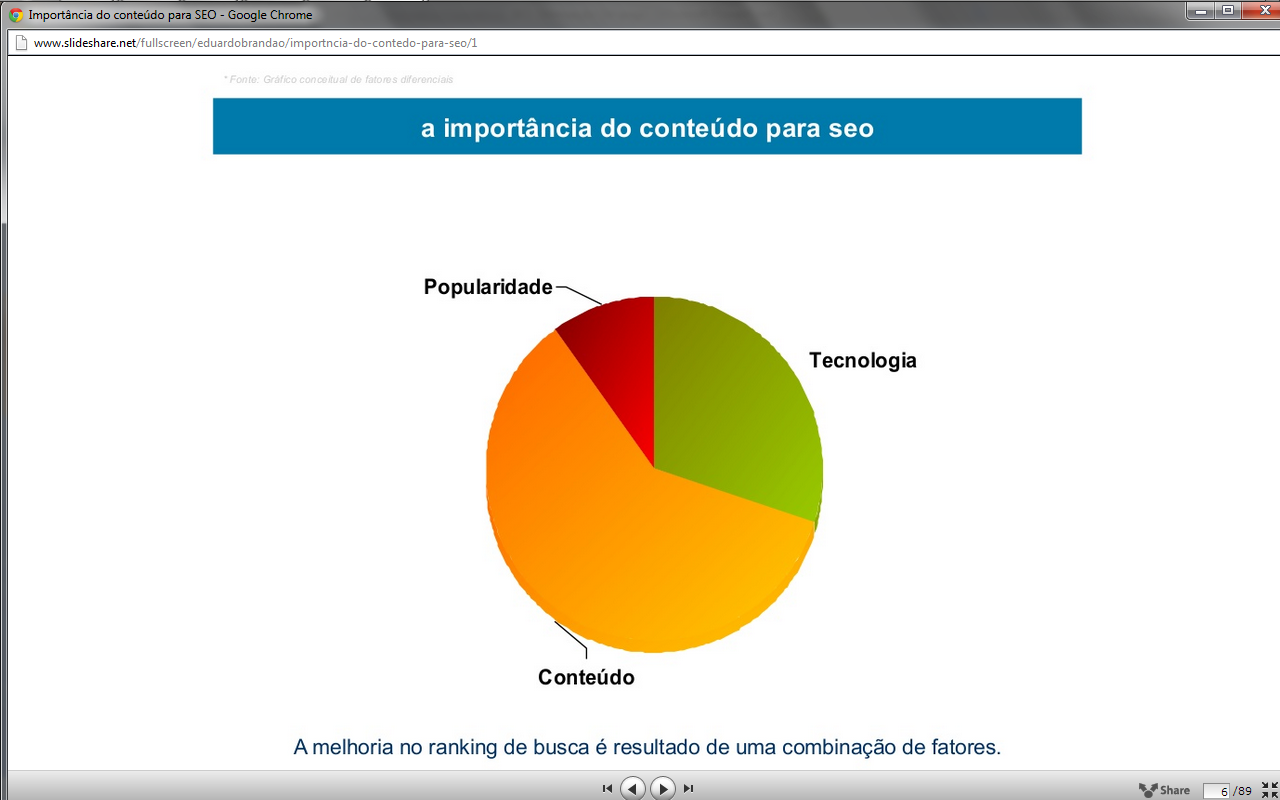 Importância do conteúdo para SEO - Google Chrome
www.slideshare.net/fullscreen/eduardobrandao/importncia-do-contedo-para-seo/1
* Fonte: Gráfico conceitual de fatores diferenciais
a importância do conteúdo para seo
Popularidade
Tecnologia
Conteúdo
A melhoria no ranking de busca é resultado de uma combinação de fatores.
Share 6 /89